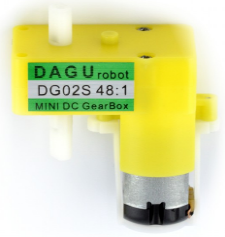 DAGU robot
DG02S 48:1
MINI DC GearBox